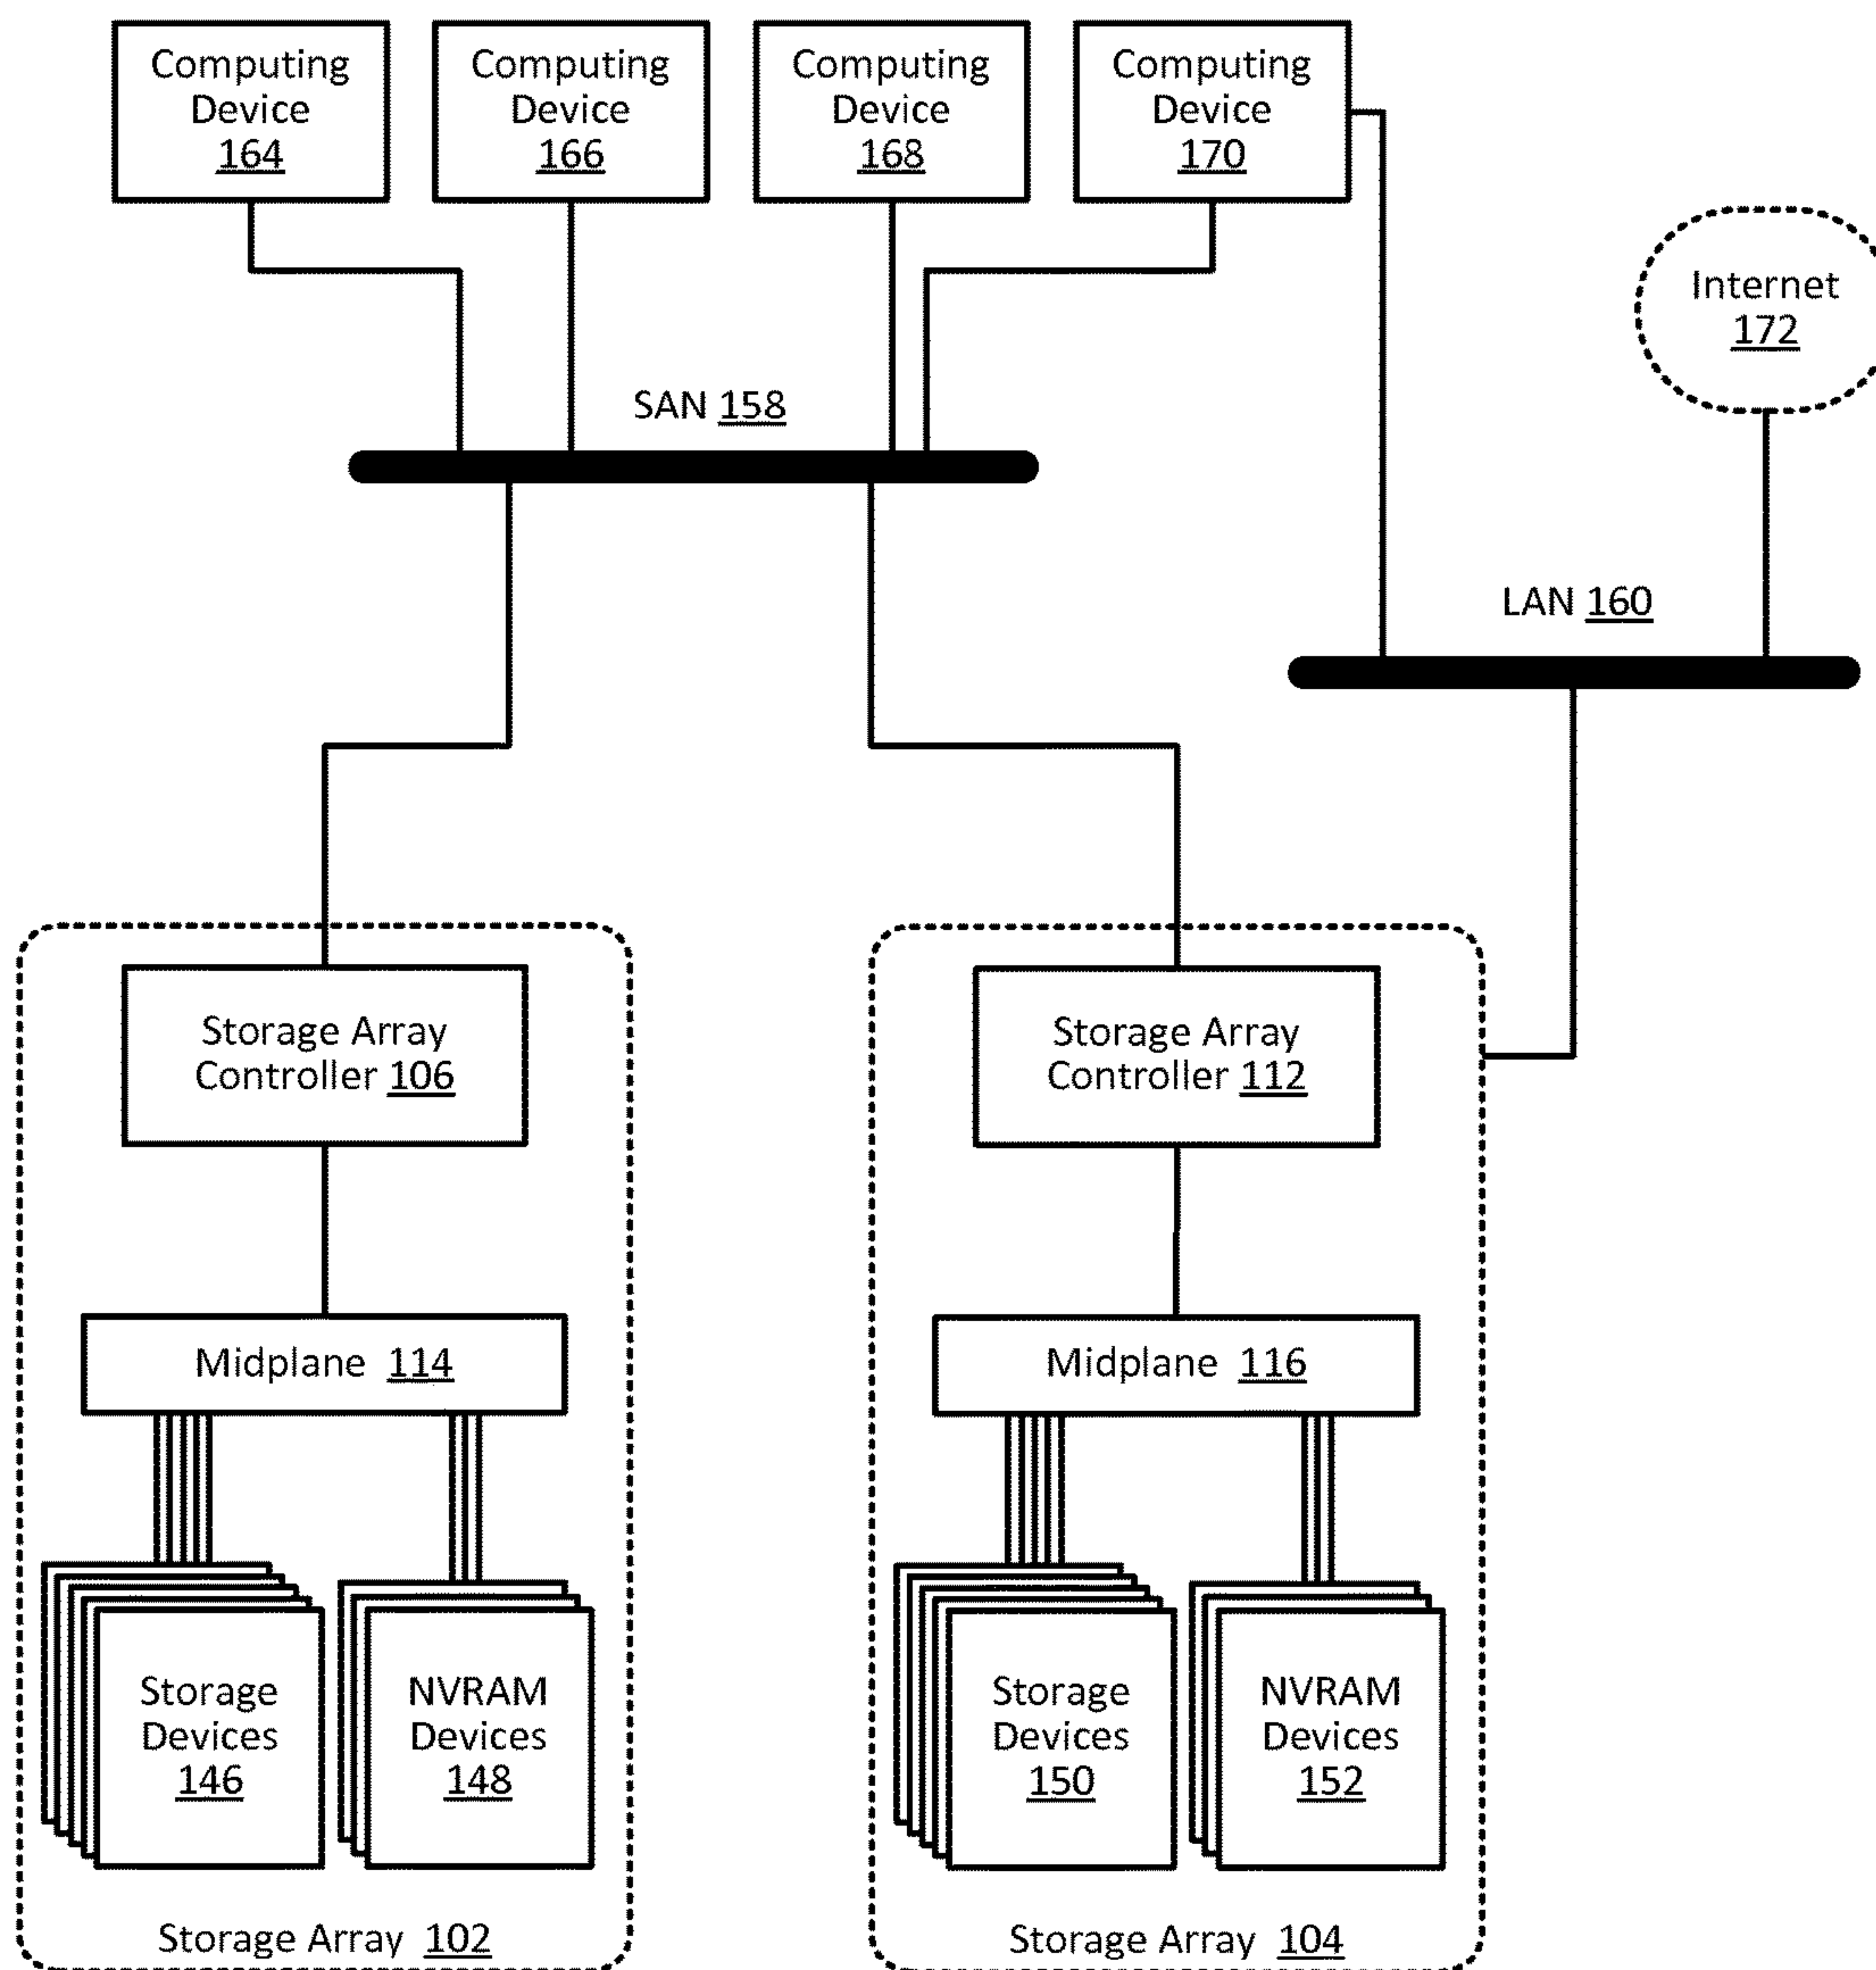 Computing
Device
164
Computing
Device
166
Computing
Device
168
Computing
Device
170
Internet
172
SAN 158
LAN 160
Storage Array
Controller 106
Storage Array
Controller 112
Midplane 114
Midplane 116
Storage
Devices
146
NVRAM
Devices
148
Storage
Devices
150
NVRAM
Devices
152
Storage Array 102
Storage Array 104